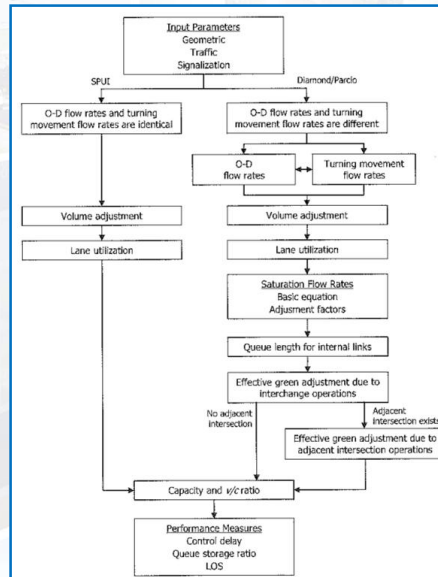 Input Parameters
Geometric
Traffic
Signalization
SPUI
Diamond/Parclo
O-D flow rates and turning
movement flow rates are identical
O-D flow rates and turning
movement flow rates are different
O-D
flow rates
Turning movement
flow rates
Volume adjustment
Volume adjustment
Lane utilization
Lane utilization
Saturation Flow Rates
Basic equation
Adjusment factors
Queue length for internal links
Effective green adjustment due to
interchange operations
No adjacent
intersection
Adjacent
intersection exists
Effective green adjustment due to
adjacent intersection operations
Capacity and v/c ratio
Performance Measures
Control delay
Queue storage ratio
LOS